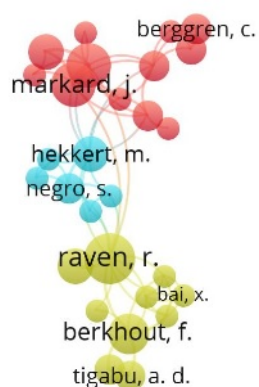 berggren, c.
markard, j.
hekkert, m.
negro, s.
raven, r.
bai, x.
berkhout, f.
tigabu, a. d.